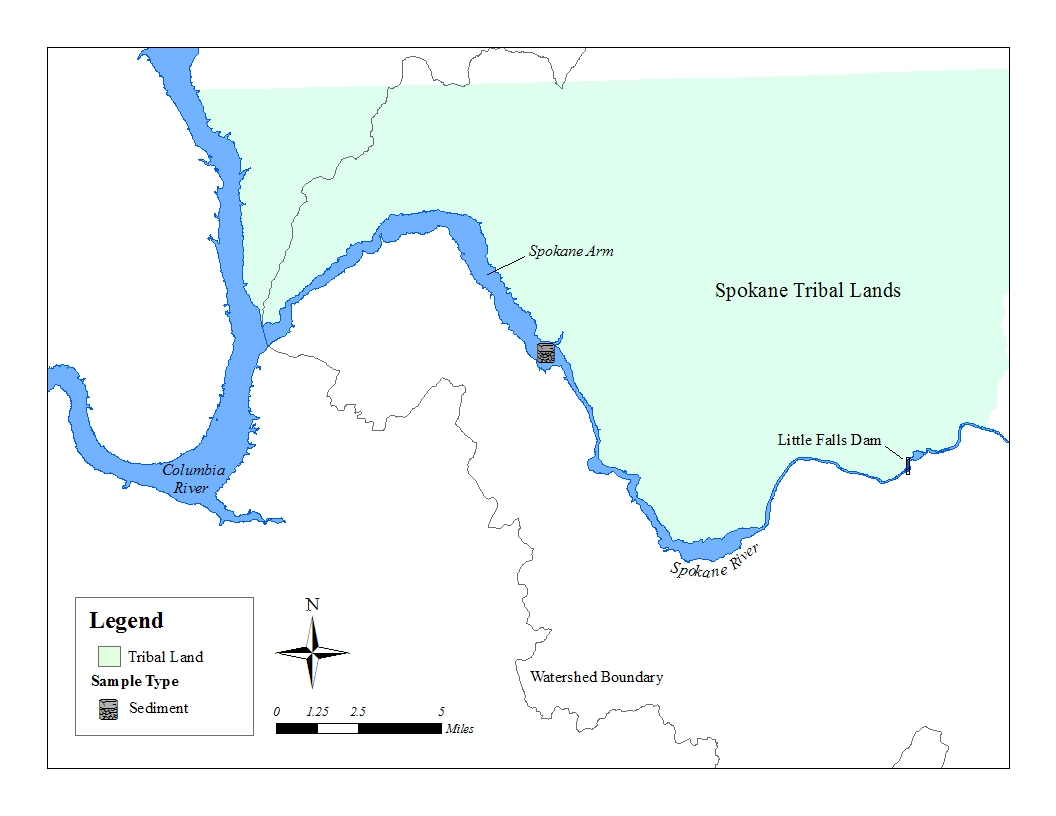 Spokane Arm
Spokane Tribal Lands
Little Falls Dam
Columbia
River
Spokane River
Legend
Tribal Land
Sample Type
Sediment
N
0 1.25 2.5 5
Miles
Watershed Boundary